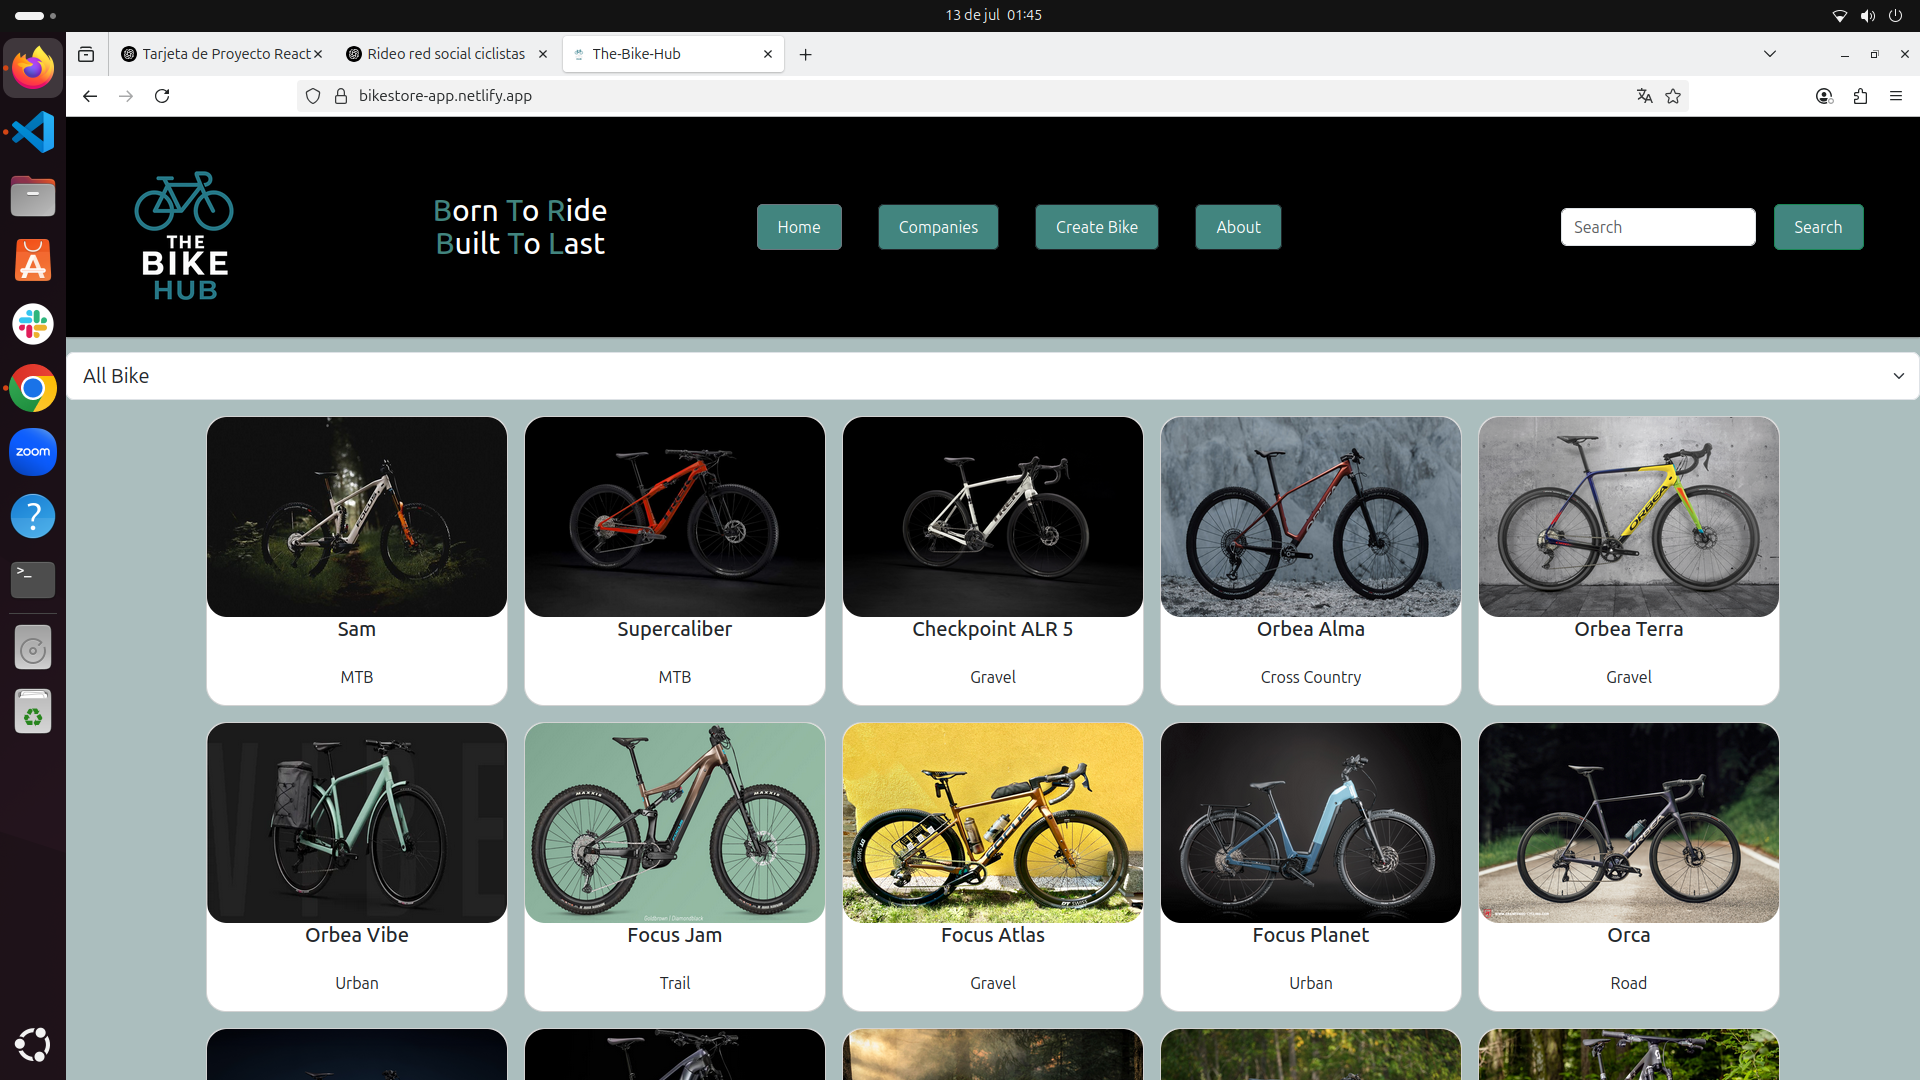 13 de jul 01:45
Tarjeta de Proyecto React
Rideo red social ciclistas
The-Bike-Hub
bikestore-app.netlify.app
THE
BIKE
HUB
Born To Ride
Built To Last
Home
Companies
Create Bike
About
Search
Search
All Bike
zoom
Sam
MTB
Supercaliber
MTB
Checkpoint ALR 5
Gravel
Orbea Alma
Cross Country
Orbea Terra
Gravel
Orbea Vibe
Urban
Focus Jam
Trail
Focus Atlas
Gravel
Focus Planet
Urban
Orca
Road